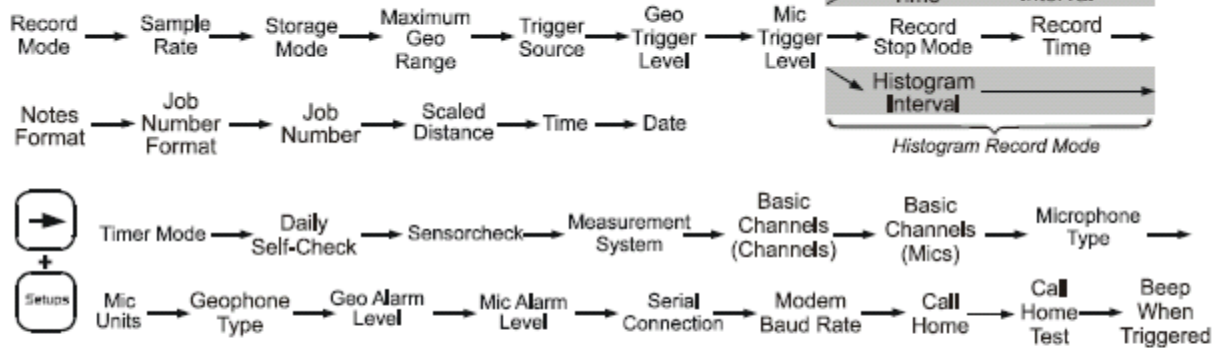 Record Mode
Sample Rate
Storage Mode
Maximum Geo Range
Trigger Source
Geo Trigger Level
Mic Trigger Level
Record Stop Mode
Record Time
Histogram Interval
Histogram Record Mode
Notes Format
Job Number Format
Job Number
Scaled Distance
Time
Date
Setups
Timer Mode
Daily Self-Check
Sensorcheck
Measurement System
Basic Channels (Channels)
Basic Channels (Mics)
Microphone Type
Mic Units
Geophone Type
Geo Alarm Level
Mic Alarm Level
Serial Connection
Modem Baud Rate
Call Home
Call Home Test
Beep When Triggered